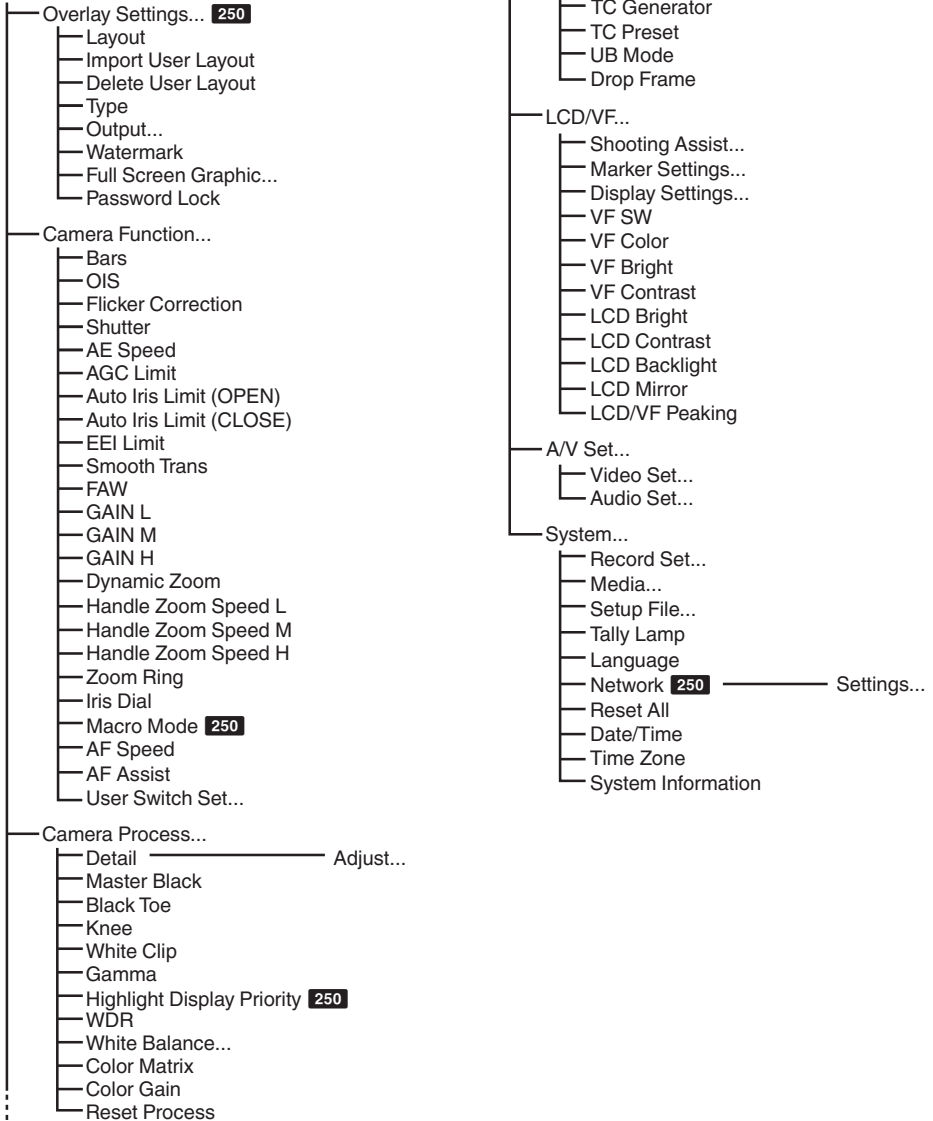 Overlay Settings... 250
Layout
Import User Layout
Delete User Layout
Type
Output...
Watermark
Full Screen Graphic...
Password Lock
Camera Function...
Bars
OIS
Flicker Correction
Shutter
AE Speed
AGC Limit
Auto Iris Limit (OPEN)
Auto Iris Limit (CLOSE)
EEI Limit
Smooth Trans
FAW
GAIN L
GAIN M
GAIN H
Dynamic Zoom
Handle Zoom Speed L
Handle Zoom Speed M
Handle Zoom Speed H
Zoom Ring
Iris Dial
Macro Mode 250
AF Speed
AF Assist
User Switch Set...
Camera Process...
Detail Adjust...
Master Black
Black Toe
Knee
White Clip
Gamma
Highlight Display Priority 250
WDR
White Balance...
Color Matrix
Color Gain
Reset Process
TC Generator
TC Preset
UB Mode
Drop Frame
LCD/VF...
Shooting Assist...
Marker Settings...
Display Settings...
VF SW
VF Color
VF Bright
VF Contrast
LCD Bright
LCD Contrast
LCD Backlight
LCD Mirror
LCD/VF Peaking
A/V Set...
Video Set...
Audio Set...
System...
Record Set...
Media...
Setup File...
Tally Lamp
Language
Network 250 Settings...
Reset All
Date/Time
Time Zone
System Information